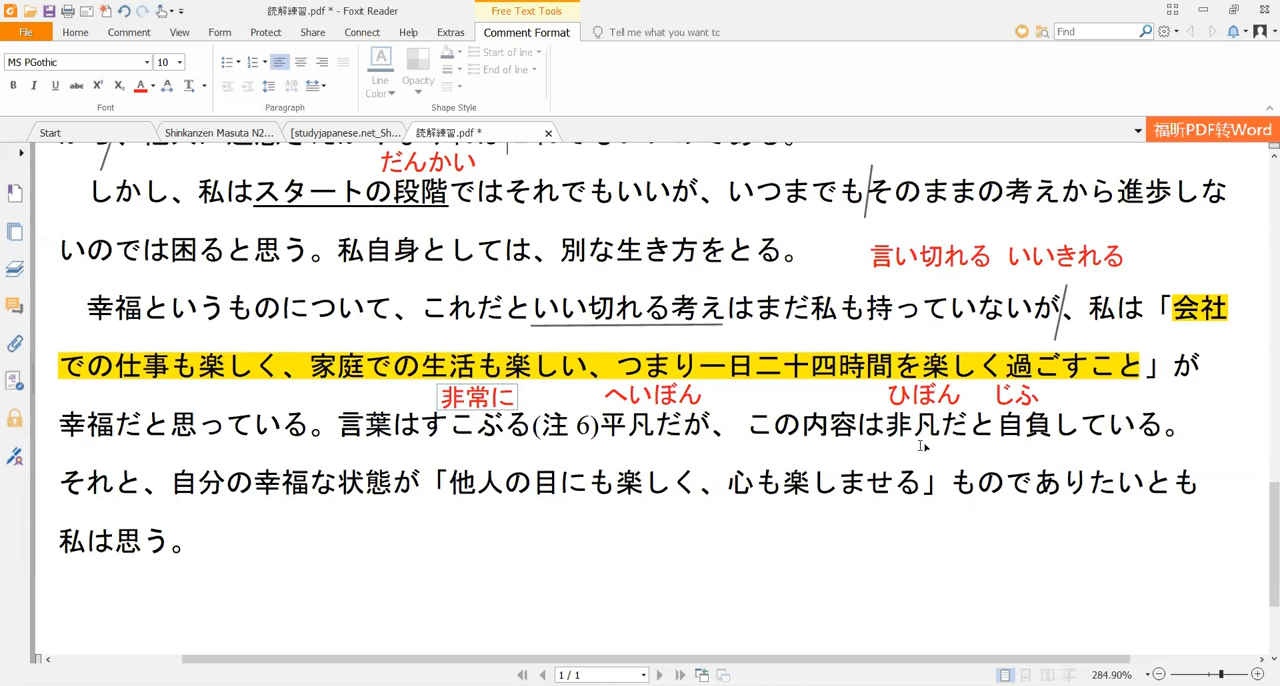 読解練習.pdf * - Foxit Reader
Free Text Tools
File Home Comment View Form Protect Share Connect Help Extras Comment Format Tell me what you want tc Find
MS PGothic 10
Line Color
Opacity
Start of line
End of line
Font Paragraph Shape Style
Start Shinkanzen Masuta N2... [studyjapanese.net_Sh... 読解練習.pdf *
福昕PDF转Word
だんかい
しかし、私はスタートの段階ではそれでもいいが、いつまでもそのままの考えから進歩しな
いのでは困ると思う。私自身としては、別な生き方をとる。
言い切れる いいきれる
幸福というものについて、これだといい切れる考えはまだ私も持っていないが、私は「会社
での仕事も楽しく、家庭での生活も楽しい、つまり一日二十四時間を楽しく過ごすこと」が
非常に へいぼん ひぼん じふ
幸福だと思っている。言葉はすこぶる(注 6)平凡だが、 この内容は非凡だと自負している。
それと、自分の幸福な状態が「他人の目にも楽しく、心も楽しませる」ものでありたいとも
私は思う。
1 / 1 284.90%